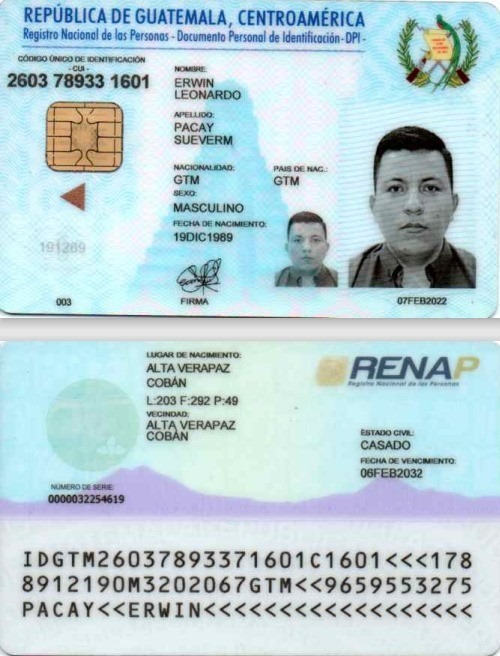 REPÚBLICA DE GUATEMALA, CENTROAMÉRICA
Registro Nacional de las Personas - Documento Personal de Identificación-DPI-
CÓDIGO ÚNICO DE IDENTIFICACIÓN
- CUI -
2603 78933 1601
NOMBRE:
ERWIN
LEONARDO
APELLIDO:
PACAY
SUEVERM
NACIONALIDAD:
GTM
PAIS DE NAC.:
GTM
SEXO:
MASCULINO
FECHA DE NACIMIENTO:
19DIC1989
191289
003
FIRMA
07FEB2022
LUGAR DE NACIMIENTO:
ALTA VERAPAZ
COBÁN
L:203 F:292 P:49
VECINDAD:
ALTA VERAPAZ
COBÁN
RENAP
Registro Nacional de las Personas
ESTADO CIVIL:
CASADO
FECHA DE VENCIMIENTO:
06FEB2032
NÚMERO DE SERIE:
0000032254619
IDGTM26037893371601C1601<<<178
8912190M3202067GTM<<9659553275
PACAY<<ERWIN<<<<<<<<<<<<<<<<<<